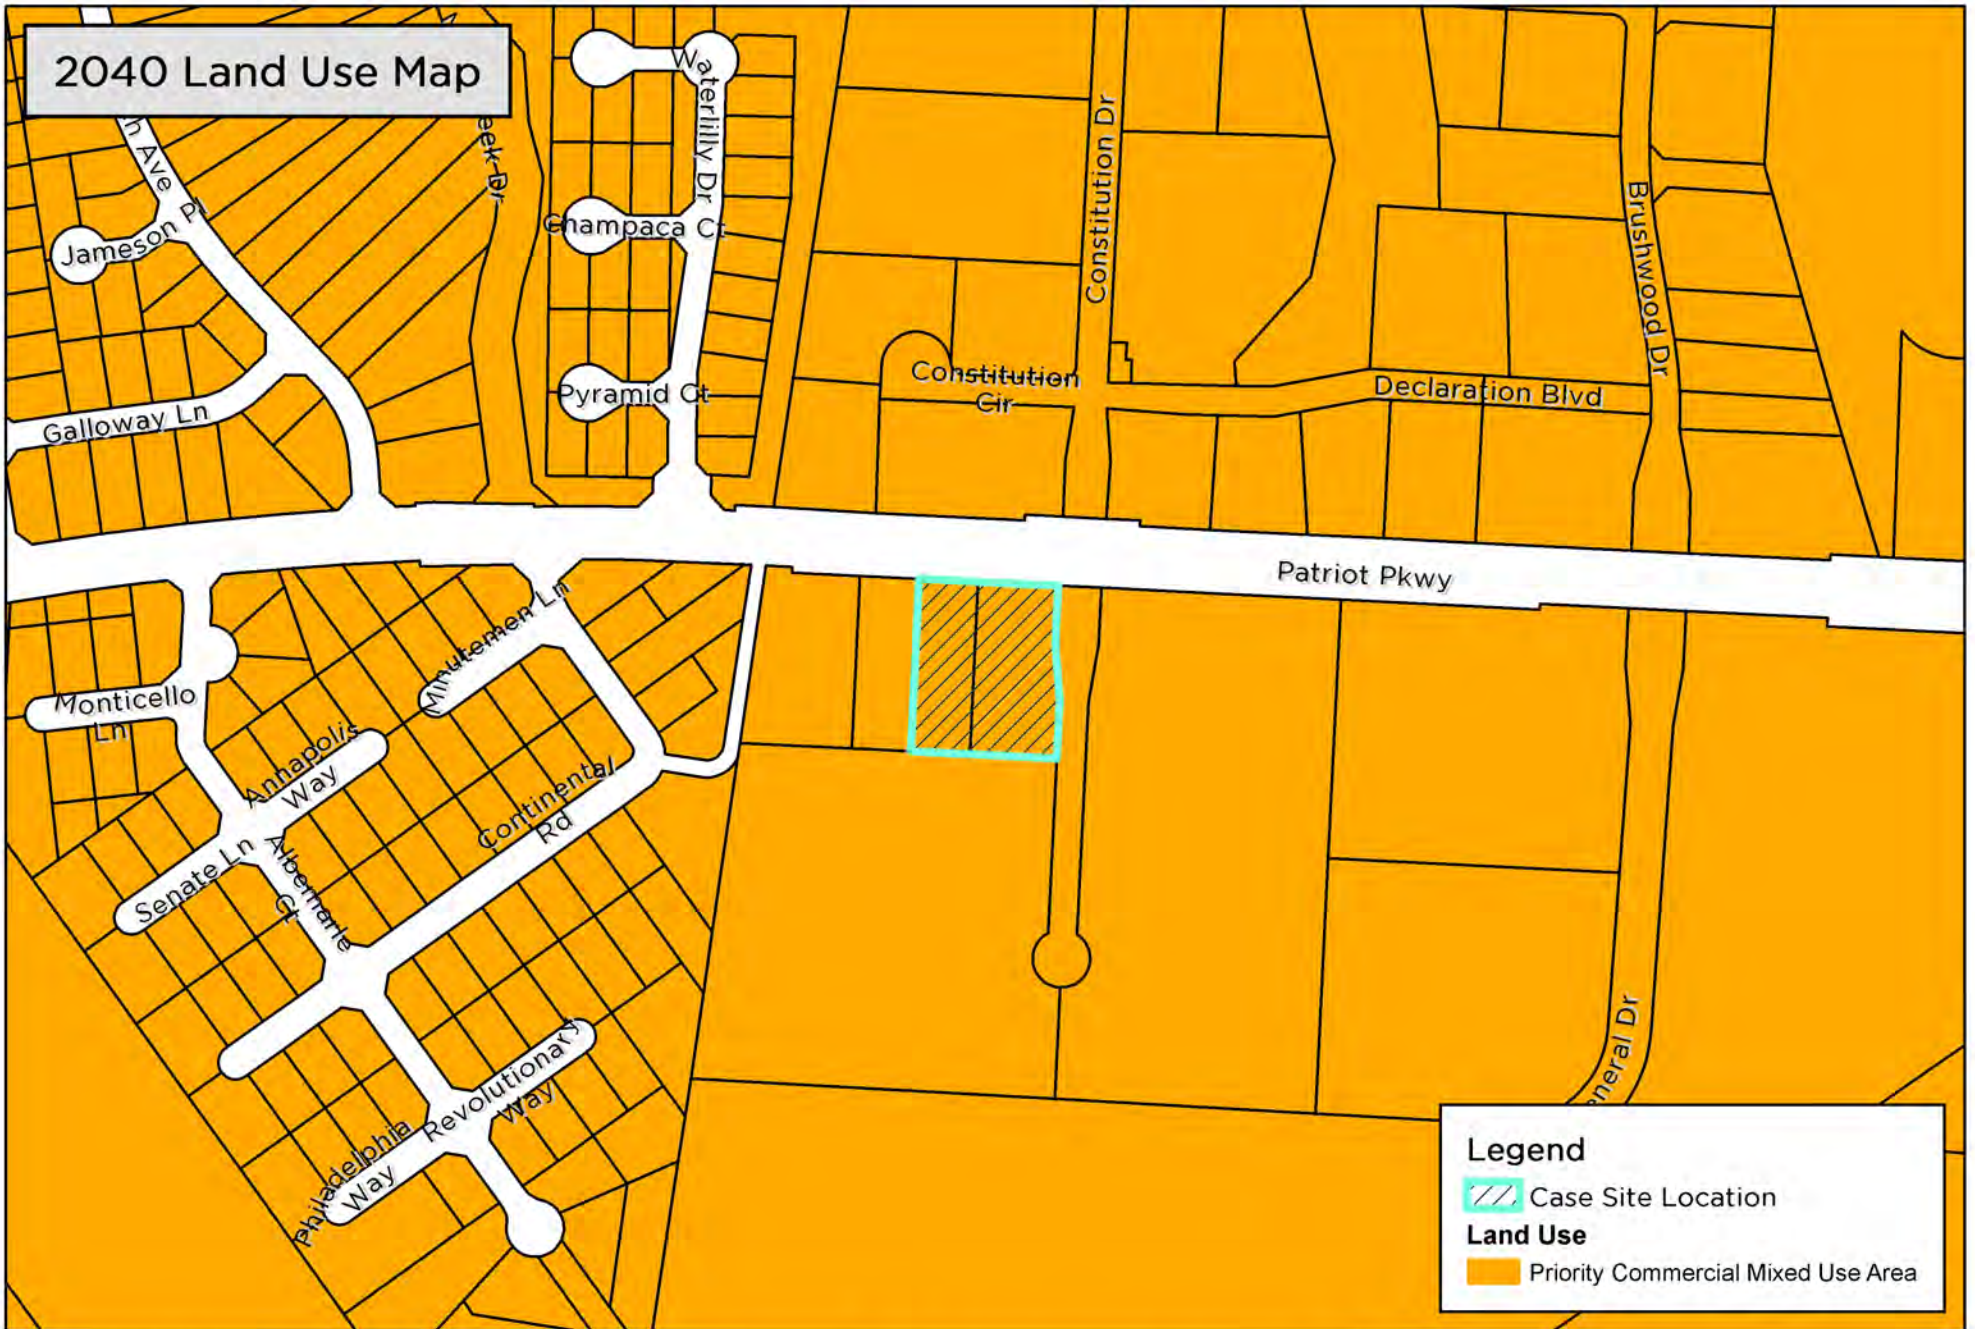 2040 Land Use Map
Waterlilly Dr
Constitution Dr
Jameson Pl
Champaca Ct
Brushwood Dr
Pyramid Ct
Constitution
Cir
Declaration Blvd
Galloway Ln
Patriot Pkwy
Minutemen Ln
Monticello
Ln
Annapolis
Way
Continental
Rd
Senate Ln
Albemarle
Ct
Revolutionary
Way
Philadelphia
Way
Legend
Case Site Location
Land Use
Priority Commercial Mixed Use Area